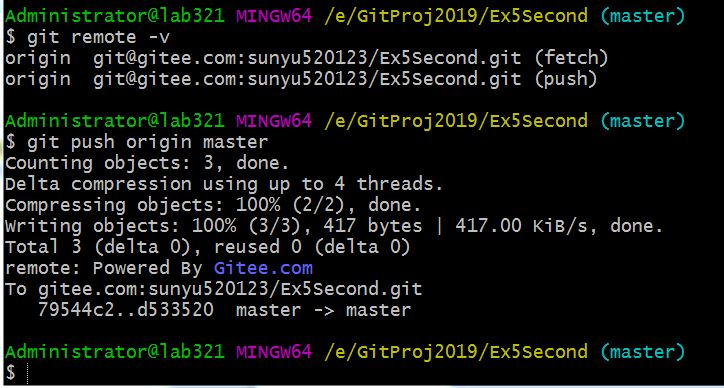 Administrator@lab321 MINGW64 /e/GitProj2019/Ex5Second (master)
$ git remote -v
origin  git@gitee.com:sunyu520123/Ex5Second.git (fetch)
origin  git@gitee.com:sunyu520123/Ex5Second.git (push)
Administrator@lab321 MINGW64 /e/GitProj2019/Ex5Second (master)
$ git push origin master
Counting objects: 3, done.
Delta compression using up to 4 threads.
Compressing objects: 100% (2/2), done.
Writing objects: 100% (3/3), 417 bytes | 417.00 KiB/s, done.
Total 3 (delta 0), reused 0 (delta 0)
remote: Powered By Gitee.com
To gitee.com:sunyu520123/Ex5Second.git
   79544c2..d533520  master -> master
Administrator@lab321 MINGW64 /e/GitProj2019/Ex5Second (master)
$